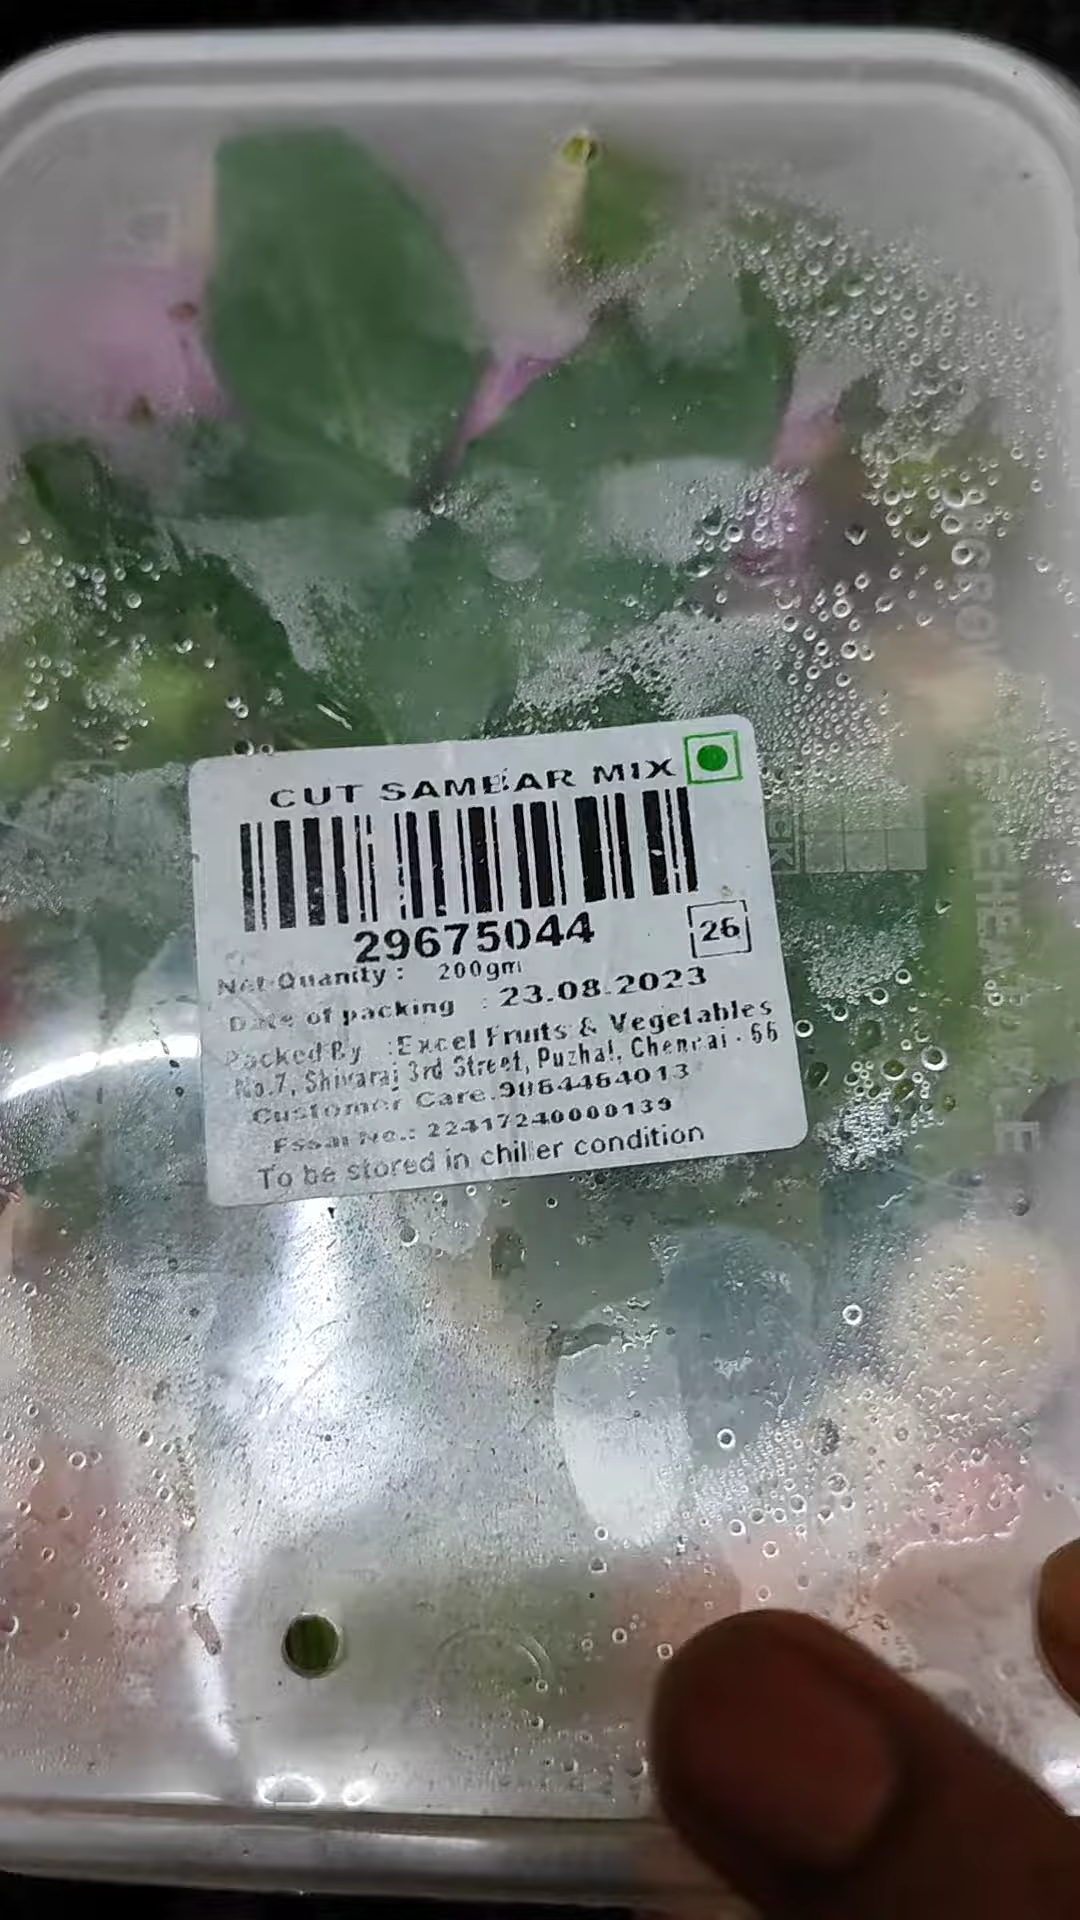 CUT SAMBAR MIX
29675044
26
Net Quanity : 200gm
Date of packing : 23.08.2023
Packed By :Excel Fruits & Vegetables
No.7, Shivaraj 3rd Street, Puzhal, Chennai - 66
Customer Care.9864464013
Fssai No.: 22417240000139
To be stored in chiller condition